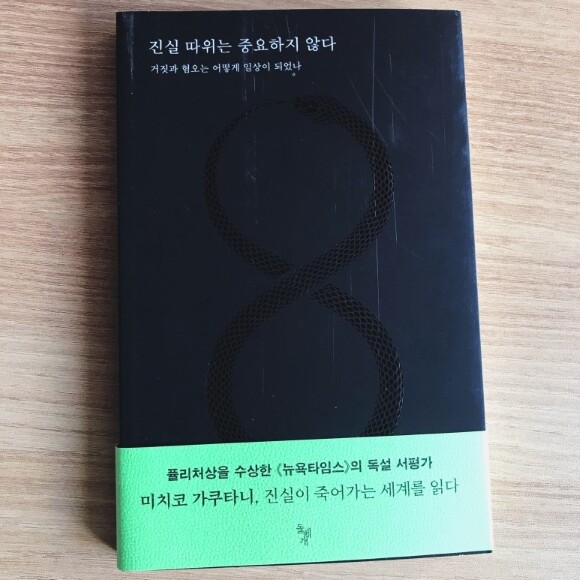 진실 따위는 중요하지 않다
거짓과 혐오는 어떻게 일상이 되었나
퓰리처상을 수상한 《뉴욕타임스》의 독설 서평가
미치코 가쿠타니, 진실이 죽어가는 세계를 읽다
돌베개